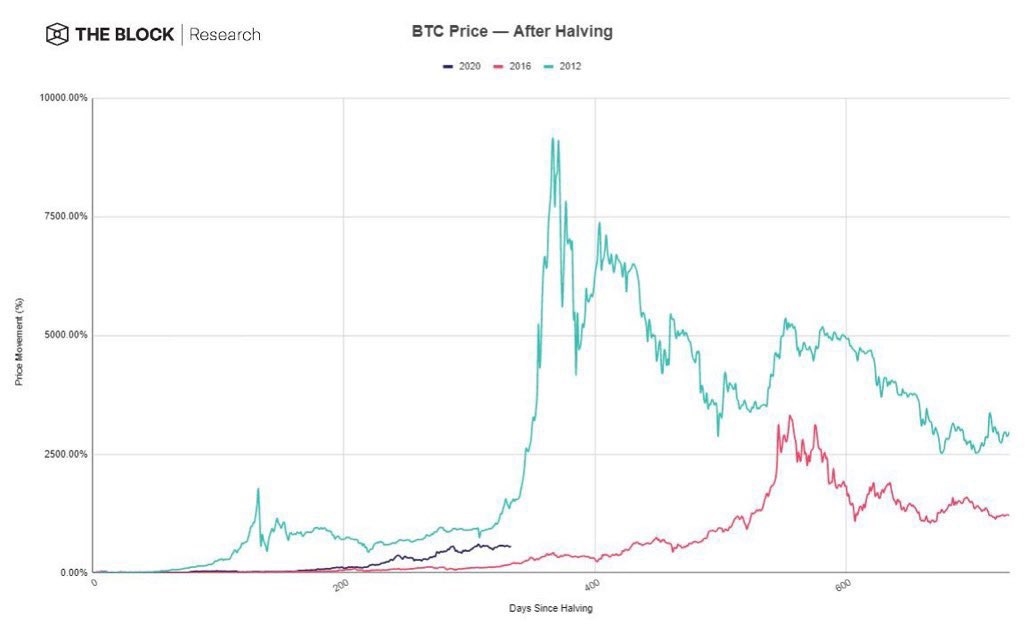 THE BLOCK | Research
BTC Price — After Halving
2020 2016 2012
10000.00%
7500.00%
5000.00%
2500.00%
0.00%
Price Movement (%)
0 200 400 600
Days Since Halving